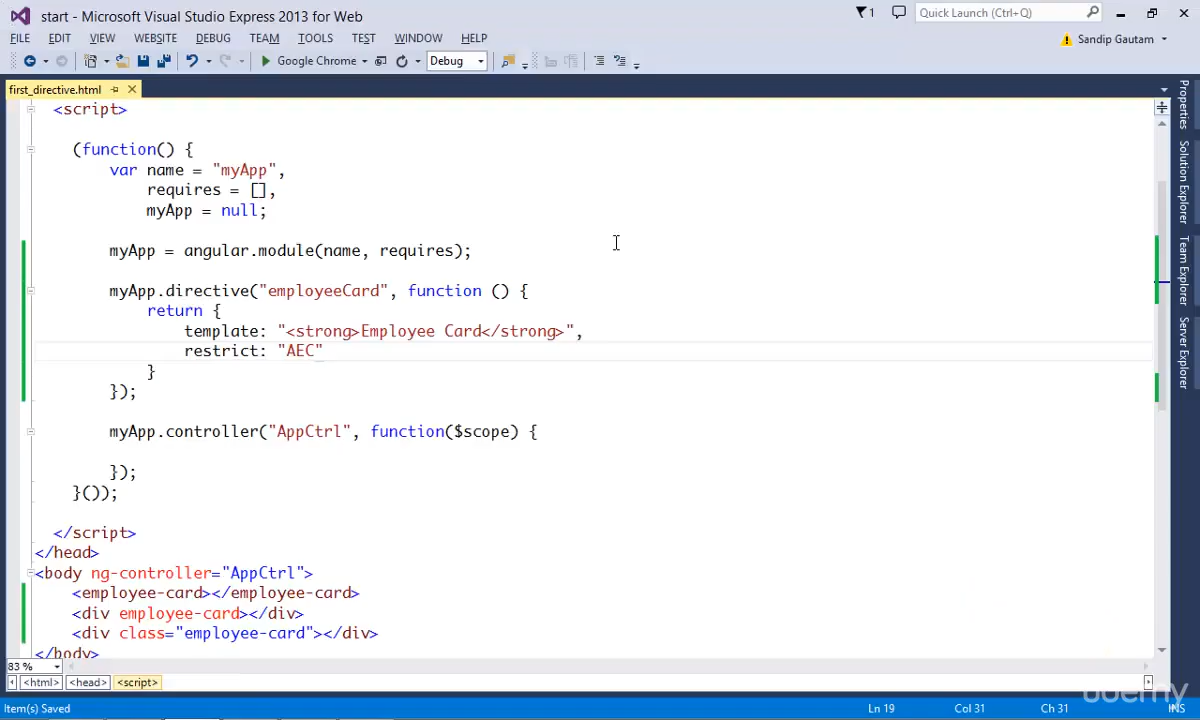 start - Microsoft Visual Studio Express 2013 for Web
1
Quick Launch (Ctrl+Q)
FILE EDIT VIEW WEBSITE DEBUG TEAM TOOLS TEST WINDOW HELP
Sandip Gautam
Google Chrome
Debug
first_directive.html
<script>
(function() {
var name = "myApp",
requires = [],
myApp = null;
myApp = angular.module(name, requires);
myApp.directive("employeeCard", function () {
return {
template: "<strong>Employee Card</strong>",
restrict: "AEC"
}
});
myApp.controller("AppCtrl", function($scope) {
});
}());
</script>
</head>
<body ng-controller="AppCtrl">
<employee-card></employee-card>
<div employee-card></div>
<div class="employee-card"></div>
</body>
83 %
<html> <head> <script>
Item(s) Saved
Ln 19 Col 31 Ch 31 INS
Properties
Solution Explorer
Team Explorer
Server Explorer
udemy